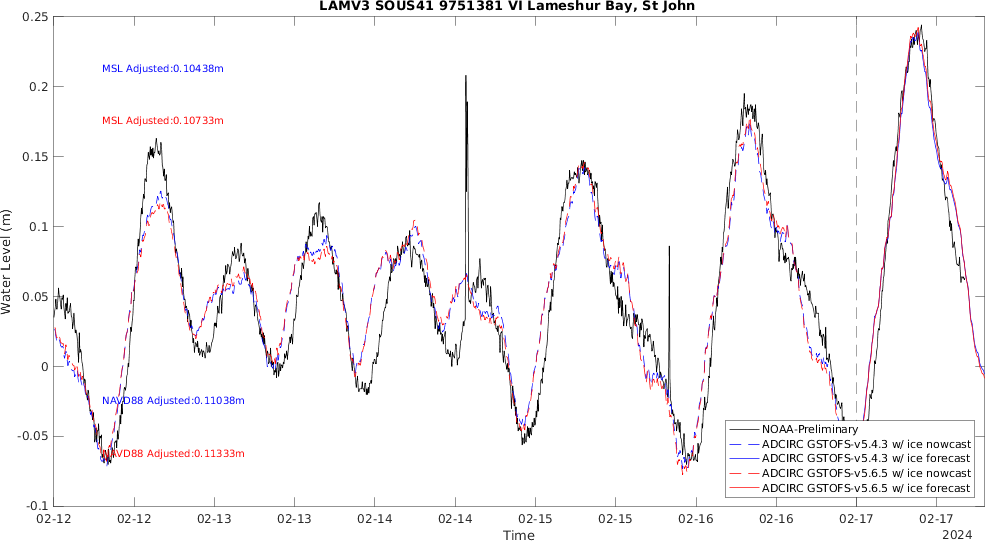 LAMV3 SOUS41 9751381 VI Lameshur Bay, St John
0.25
0.2
0.15
0.1
0.05
0
-0.05
-0.1
Water Level (m)
MSL Adjusted:0.10438m
MSL Adjusted:0.10733m
NAVD88 Adjusted:0.11038m
NAVD88 Adjusted:0.11333m
NOAA-Preliminary
ADCIRC GSTOFS-v5.4.3 w/ ice nowcast
ADCIRC GSTOFS-v5.4.3 w/ ice forecast
ADCIRC GSTOFS-v5.6.5 w/ ice nowcast
ADCIRC GSTOFS-v5.6.5 w/ ice forecast
02-12 02-12 02-13 02-13 02-14 02-14 02-15 02-15 02-16 02-16 02-17 02-17
Time
2024